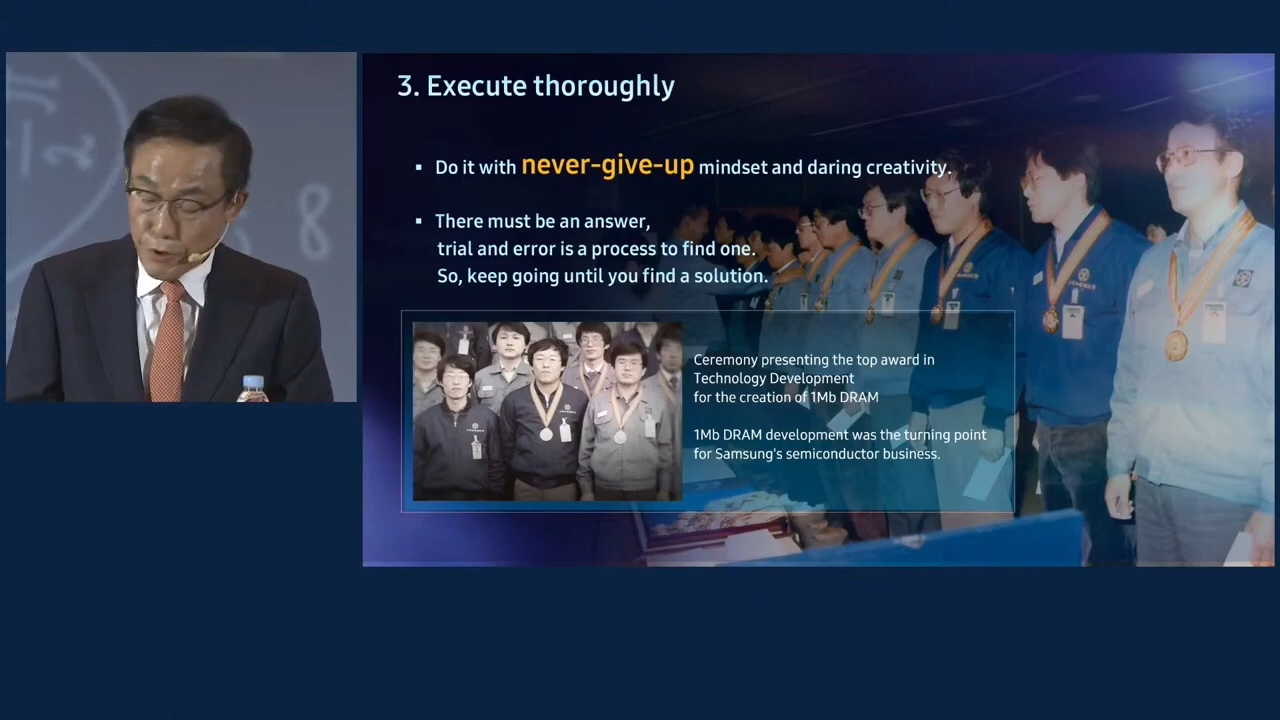 3. Execute thoroughly
▪ Do it with never-give-up mindset and daring creativity.
▪ There must be an answer,
trial and error is a process to find one.
So, keep going until you find a solution.
Ceremony presenting the top award in
Technology Development
for the creation of 1Mb DRAM
1Mb DRAM development was the turning point
for Samsung's semiconductor business.
8